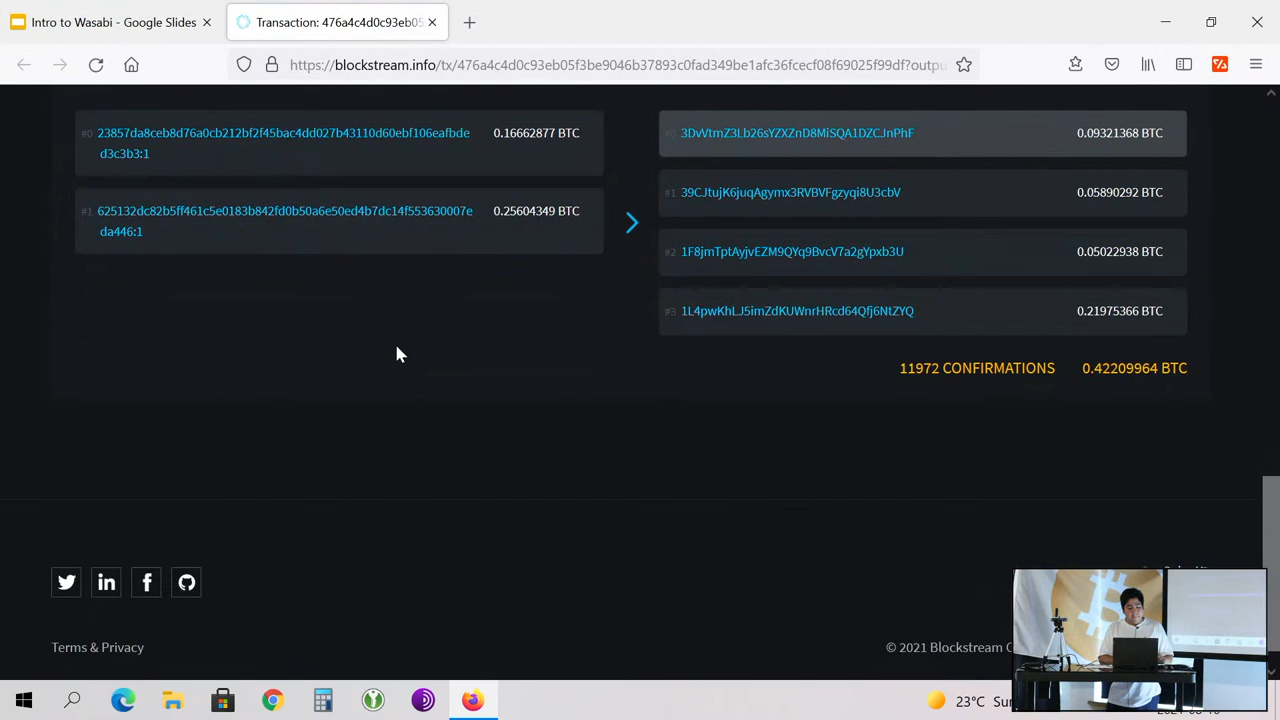 Intro to Wasabi - Google Slides
Transaction: 476a4c4d0c93eb05
https://blockstream.info/tx/476a4c4d0c93eb05f3be9046b37893c0fad349be1afc36fcecf08f69025f99df?outpu
#0 23857da8ceb8d76a0cb212bf2f45bac4dd027b43110d60ebf106eafbde
d3c3b3:1
0.16662877 BTC
#1 625132dc82b5ff461c5e0183b842fd0b50a6e50ed4b7dc14f553630007e
da446:1
0.25604349 BTC
#0 3DvVtmZ3Lb26sYZXZnD8MiSQA1DZCJnPhF 0.09321368 BTC
#1 39CJtujK6juqAgymx3RVBVFgzyqi8U3cbV 0.05890292 BTC
#2 1F8jmTptAyjvEZM9QYq9BvcV7a2gYpxb3U 0.05022938 BTC
#3 1L4pwKhLJ5imZdKUWnrHRcd64Qfj6NtZYQ 0.21975366 BTC
11972 CONFIRMATIONS 0.42209964 BTC
Terms & Privacy
© 2021 Blockstream
23°C